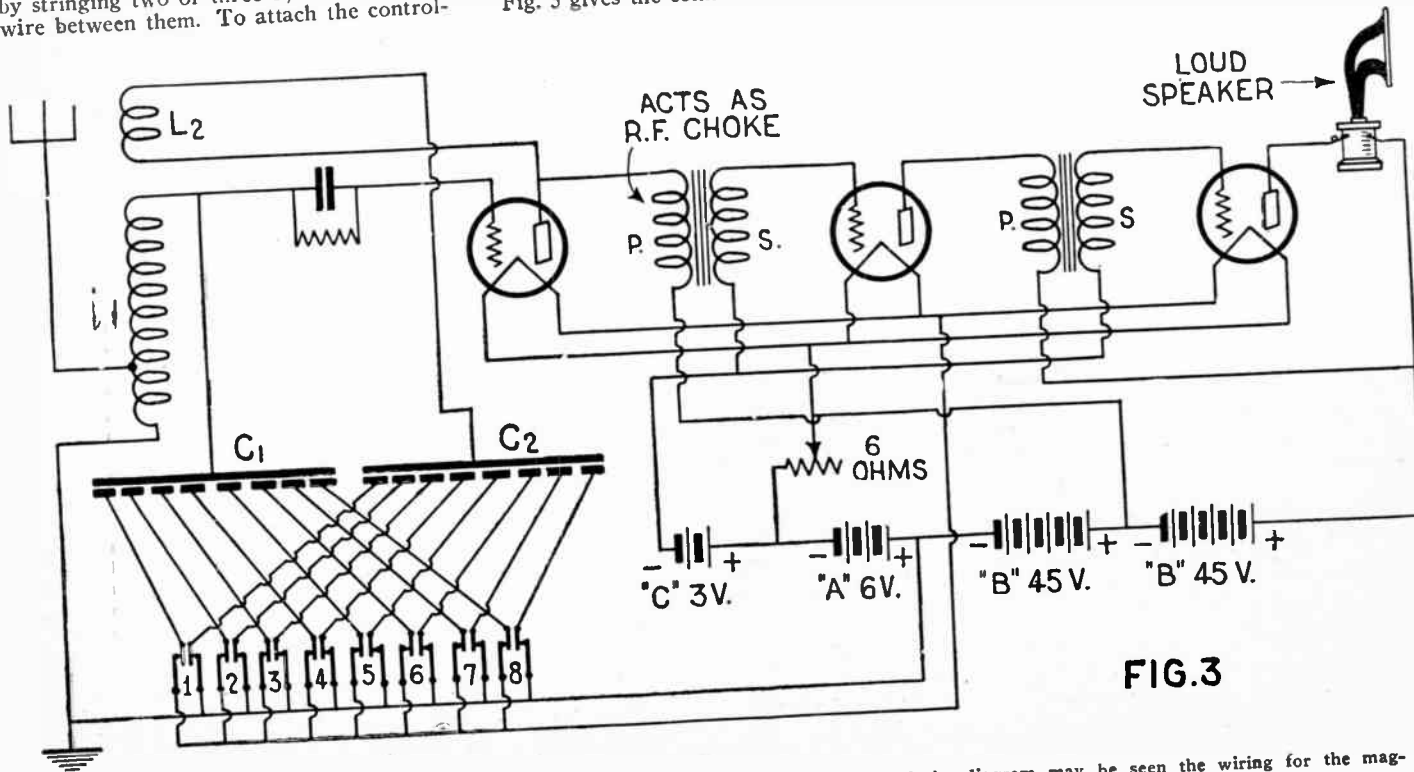 by stringing two or three
wire between them. To attach the control-
Fig. 3 gives the
L2
ACTS AS
R.F. CHOKE
LOUD
SPEAKER
P.
S.
P.
S
C1
C2
6
OHMS
- +
- +
- +
- +
"C" 3V.
"A" 6V.
"B" 45 V.
"B" 45 V.
1 2 3 4 5 6 7 8
FIG.3
diagram may be seen the wiring for the mag-